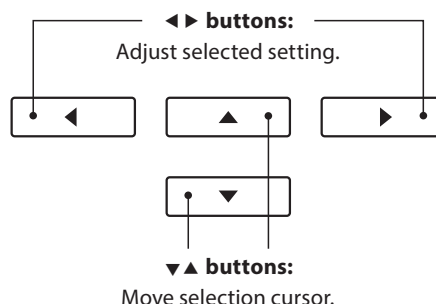 ◀ ▶ buttons:
Adjust selected setting.
▼▲ buttons:
Move selection cursor.